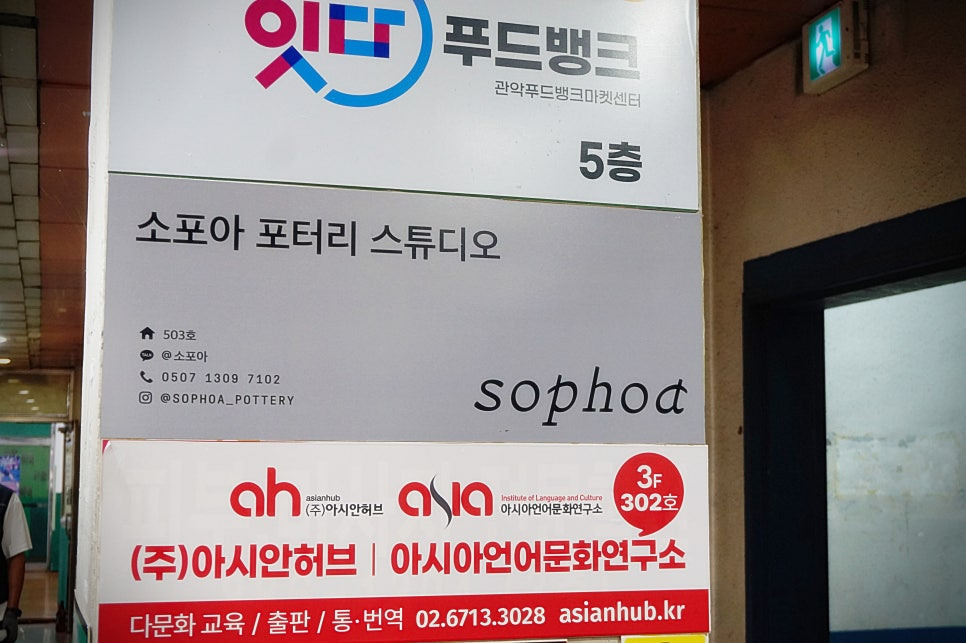 잇다 푸드뱅크
관악푸드뱅크마켓센터
5층
소포아 포터리 스튜디오
503호
@소포아
0507 1309 7102
@SOPHOA_POTTERY
sophoa
ah asianhub (주)아시안허브
asia Institute of Language and Culture 아시아언어문화연구소
3F
302호
(주)아시안허브 | 아시아언어문화연구소
다문화 교육 / 출판 / 통·번역 02.6713.3028 asianhub.kr